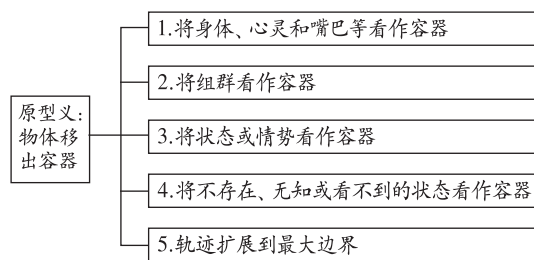 原型义:
物体移
出容器
1.将身体、心灵和嘴巴等看作容器
2.将组群看作容器
3.将状态或情势看作容器
4.将不存在、无知或看不到的状态看作容器
5.轨迹扩展到最大边界